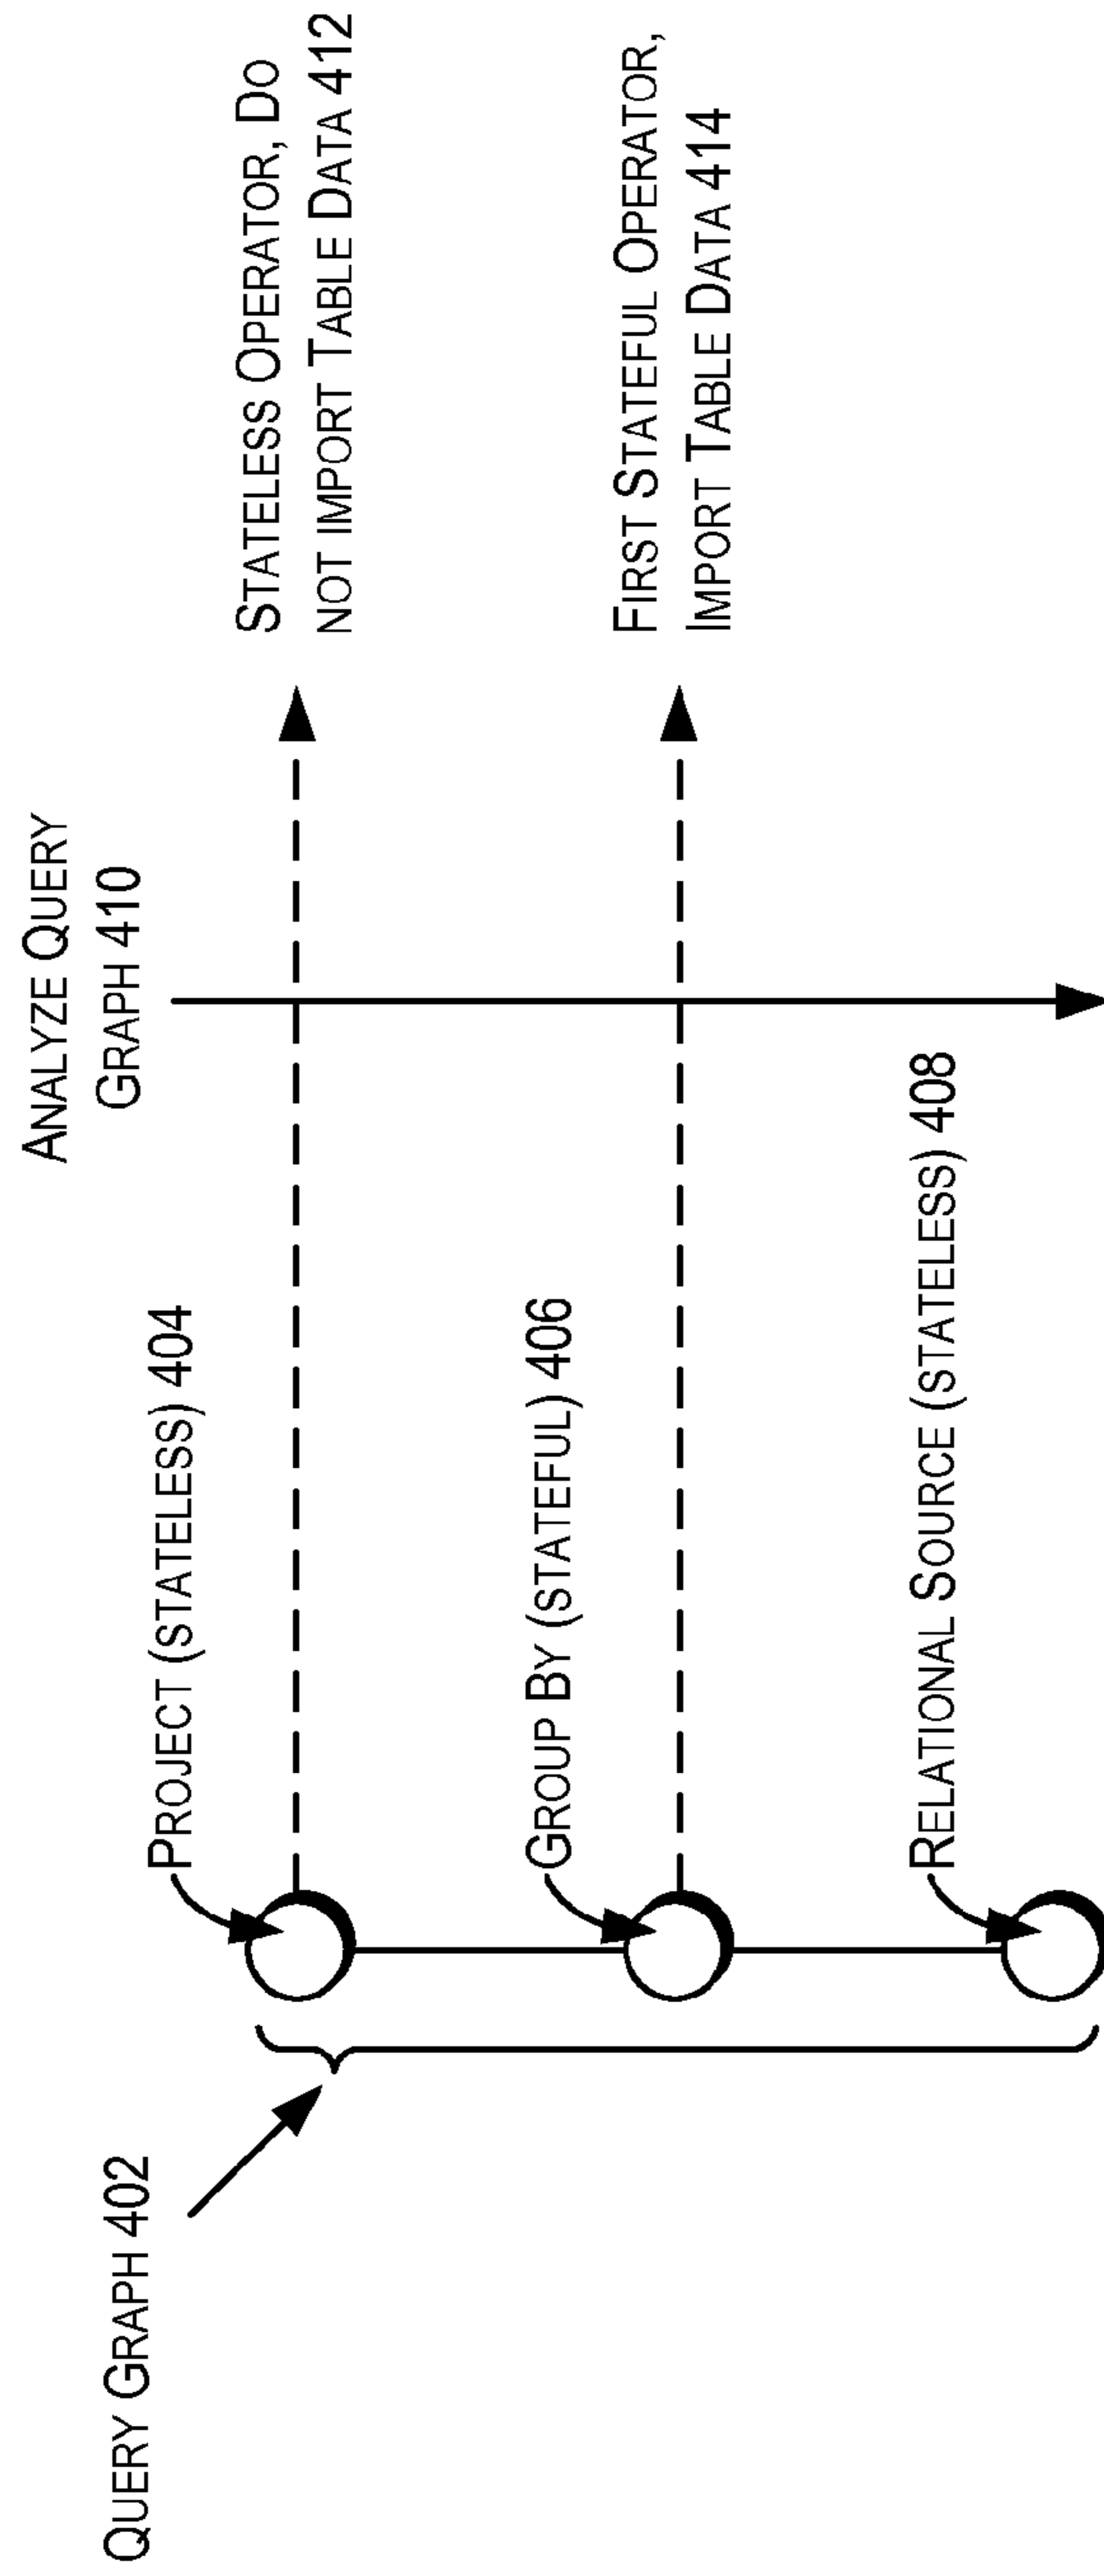 QUERY GRAPH 402
PROJECT (STATELESS) 404
GROUP BY (STATEFUL) 406
RELATIONAL SOURCE (STATELESS) 408
ANALYZE QUERY
GRAPH 410
STATELESS OPERATOR, DO
NOT IMPORT TABLE DATA 412
FIRST STATEFUL OPERATOR,
IMPORT TABLE DATA 414